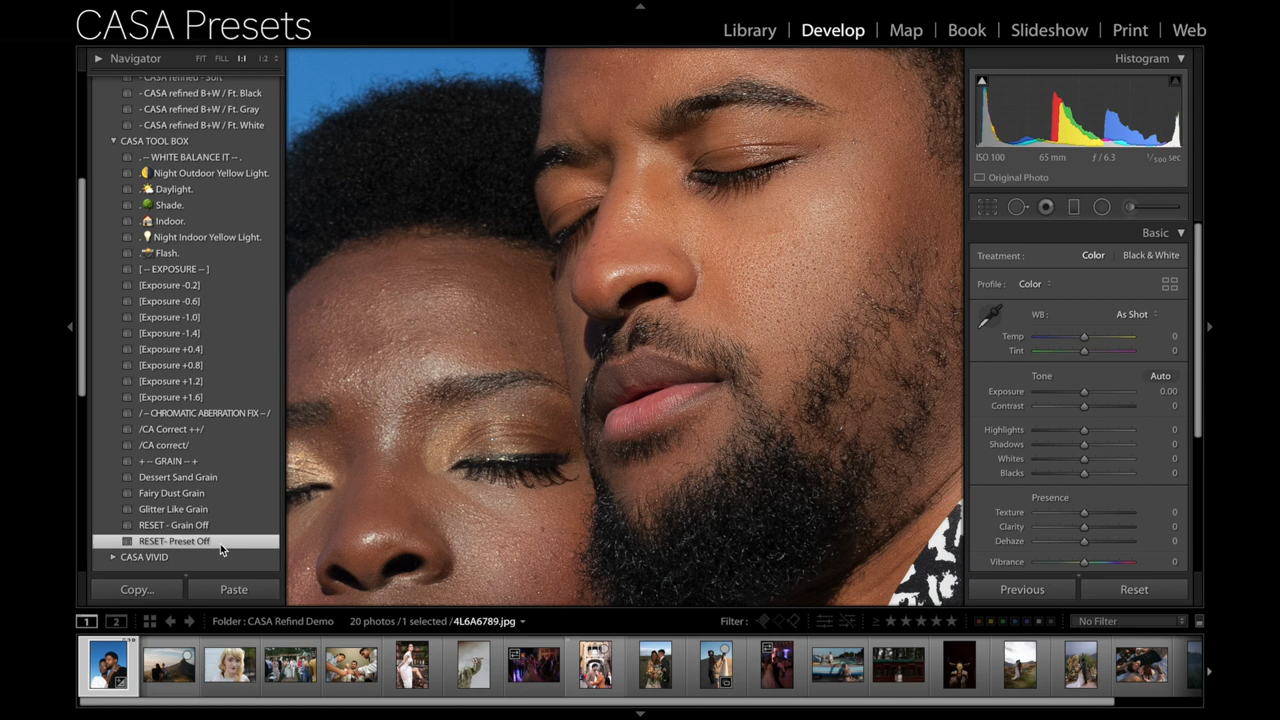 CASA Presets
Library | Develop | Map | Book | Slideshow | Print | Web
Navigator FIT FILL 1:1 1:2
- CASA refined - Soft
- CASA refined B+W / Ft. Black
- CASA refined B+W / Ft. Gray
- CASA refined B+W / Ft. White
CASA TOOL BOX
. -- WHITE BALANCE IT -- .
. Night Outdoor Yellow Light.
. Daylight.
. Shade.
. Indoor.
. Night Indoor Yellow Light.
. Flash.
[ -- EXPOSURE -- ]
[Exposure -0.2)
[Exposure -0.6)
[Exposure -1.0)
[Exposure -1.4)
[Exposure +0.4)
[Exposure +0.8)
[Exposure +1.2)
[Exposure +1.6)
/ -- CHROMATIC ABERRATION FIX -- /
/CA Correct ++/
/CA correct/
+ -- GRAIN -- +
Dessert Sand Grain
Fairy Dust Grain
Glitter Like Grain
RESET - Grain Off
RESET- Preset Off
CASA VIVID
Copy... Paste
Histogram
ISO 100 65 mm ƒ / 6.3 1/500 sec
Original Photo
Basic
Treatment : Color Black & White
Profile : Color
WB : As Shot
Temp 0
Tint 0
Tone Auto
Exposure 0.00
Contrast 0
Highlights 0
Shadows 0
Whites 0
Blacks 0
Presence
Texture 0
Clarity 0
Dehaze 0
Vibrance 0
Previous Reset
1 2 Folder : CASA Refind Demo 20 photos / 1 selected / 4L6A6789.jpg Filter : ≥ ★★★★★ No Filter